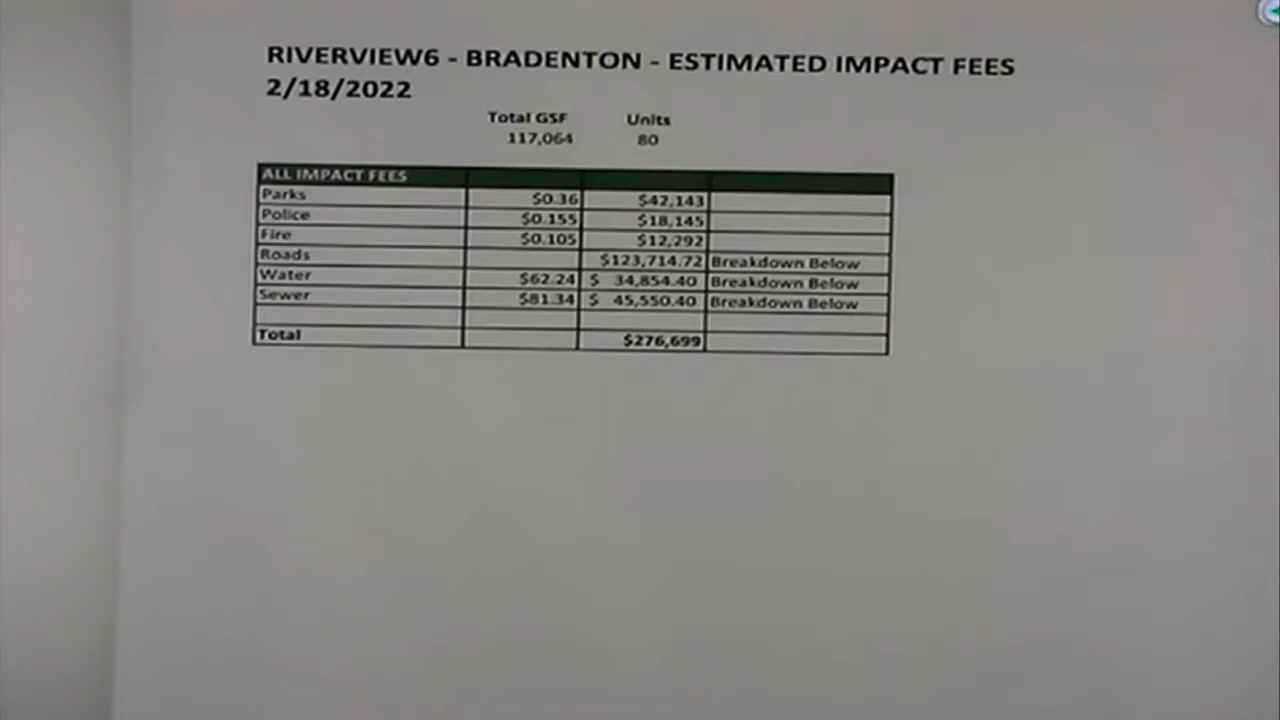 RIVERVIEW6 - BRADENTON - ESTIMATED IMPACT FEES
2/18/2022
Total GSF Units
117,064 80
ALL IMPACT FEES
Parks $0.36 $42,143
Police $0.155 $18,145
Fire $0.105 $12,292
Roads $123,714.72 Breakdown Below
Water $62.24 $ 34,854.40 Breakdown Below
Sewer $81.34 $ 45,550.40 Breakdown Below
Total $276,699